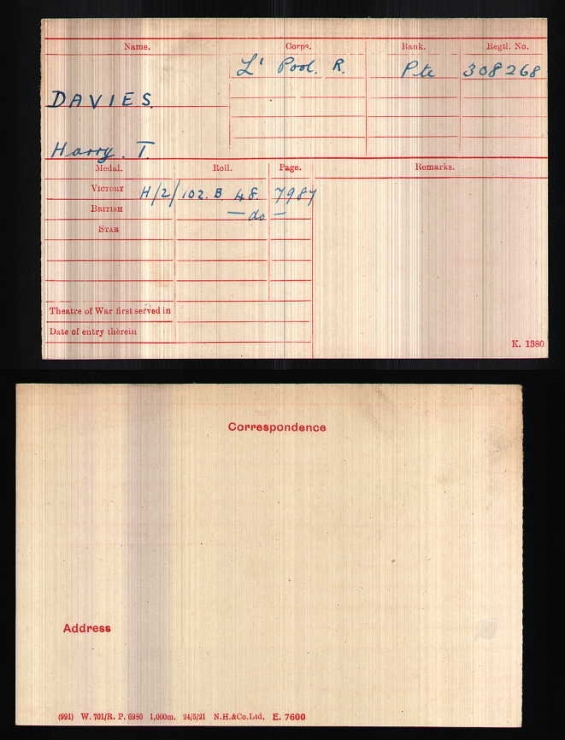 Name. Corps. Rank. Regtl. No.
L'Pool. R. Pte 308268
DAVIES.
Harry. T.
Medal. Roll. Page. Remarks.
Victory H/2/102. B 48. 7987
British — do —
Star
Theatre of War first served in
Date of entry therein
K. 1380
Correspondence
Address
(991) W. 701/R. P. 6980 1,000m. 24/5/21 N.H.&Co.Ltd. E. 7600